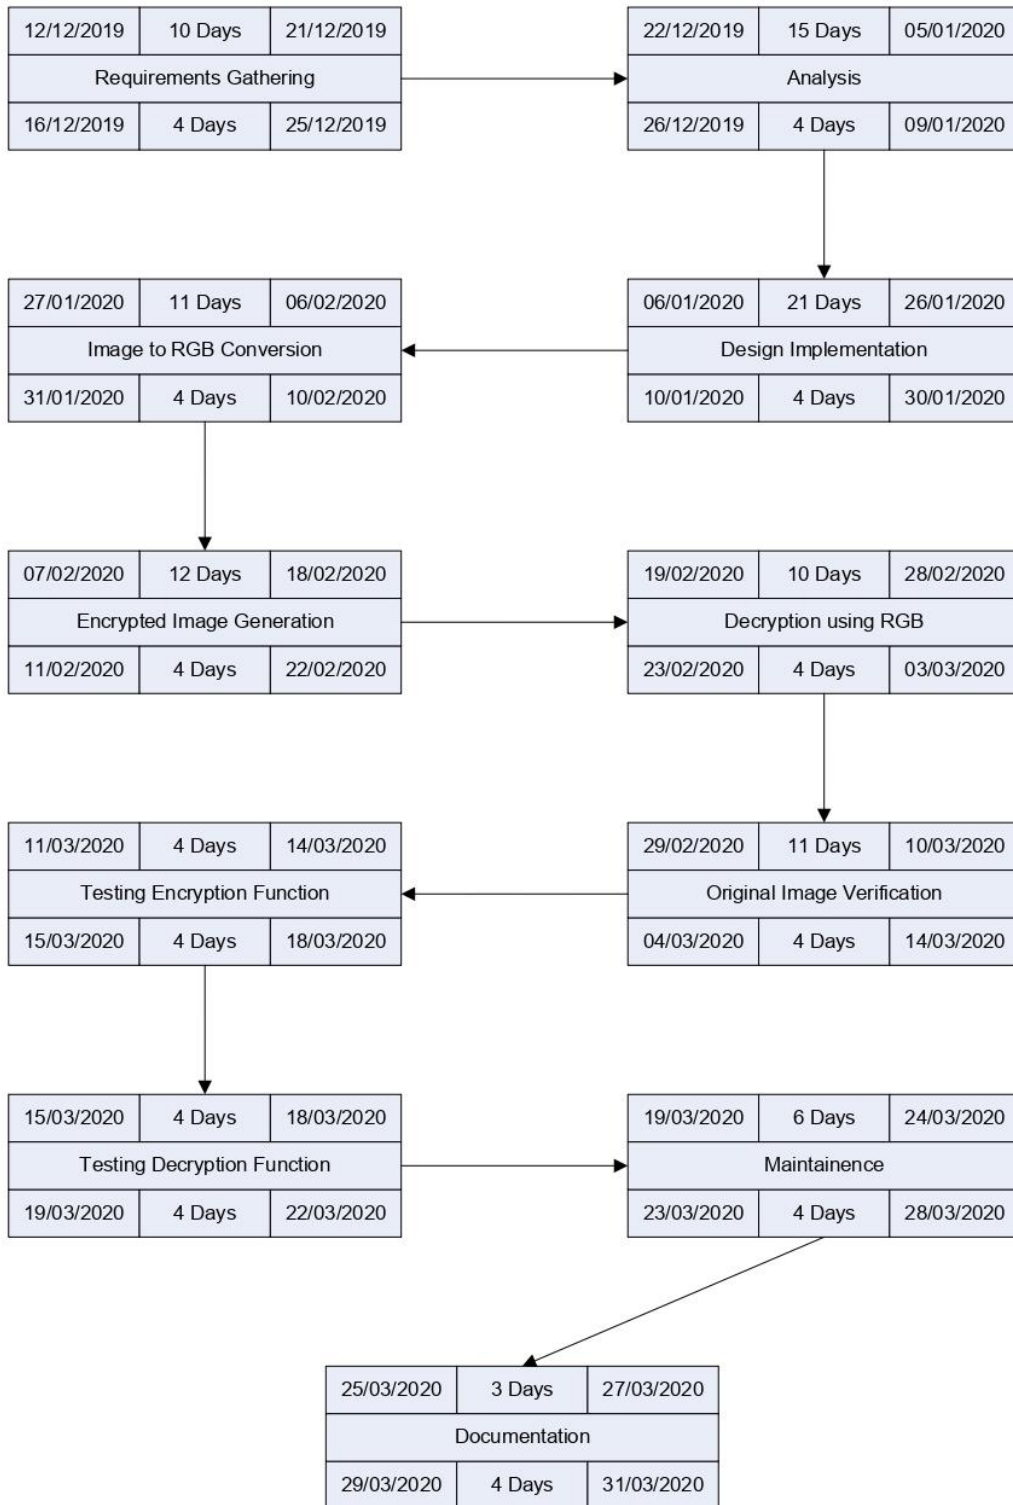 12/12/2019 10 Days 21/12/2019
Requirements Gathering
16/12/2019 4 Days 25/12/2019
22/12/2019 15 Days 05/01/2020
Analysis
26/12/2019 4 Days 09/01/2020
06/01/2020 21 Days 26/01/2020
Design Implementation
10/01/2020 4 Days 30/01/2020
27/01/2020 11 Days 06/02/2020
Image to RGB Conversion
31/01/2020 4 Days 10/02/2020
07/02/2020 12 Days 18/02/2020
Encrypted Image Generation
11/02/2020 4 Days 22/02/2020
19/02/2020 10 Days 28/02/2020
Decryption using RGB
23/02/2020 4 Days 03/03/2020
29/02/2020 11 Days 10/03/2020
Original Image Verification
04/03/2020 4 Days 14/03/2020
11/03/2020 4 Days 14/03/2020
Testing Encryption Function
15/03/2020 4 Days 18/03/2020
15/03/2020 4 Days 18/03/2020
Testing Decryption Function
19/03/2020 4 Days 22/03/2020
19/03/2020 6 Days 24/03/2020
Maintainence
23/03/2020 4 Days 28/03/2020
25/03/2020 3 Days 27/03/2020
Documentation
29/03/2020 4 Days 31/03/2020